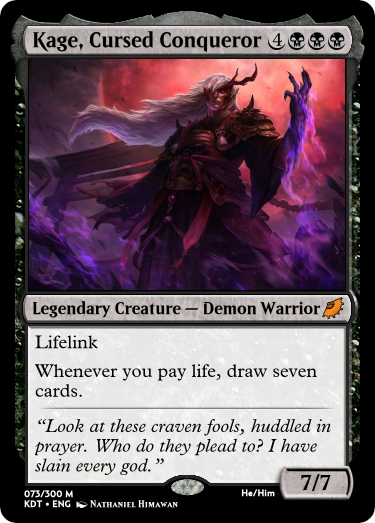 Kage, Cursed Conqueror 4
Legendary Creature — Demon Warrior
Lifelink
Whenever you pay life, draw seven
cards.
“Look at these craven fools, huddled in
prayer. Who do they plead to? I have
slain every god.”
7/7
073/300 M
He/Him
KDT • ENG Nathaniel Himawan